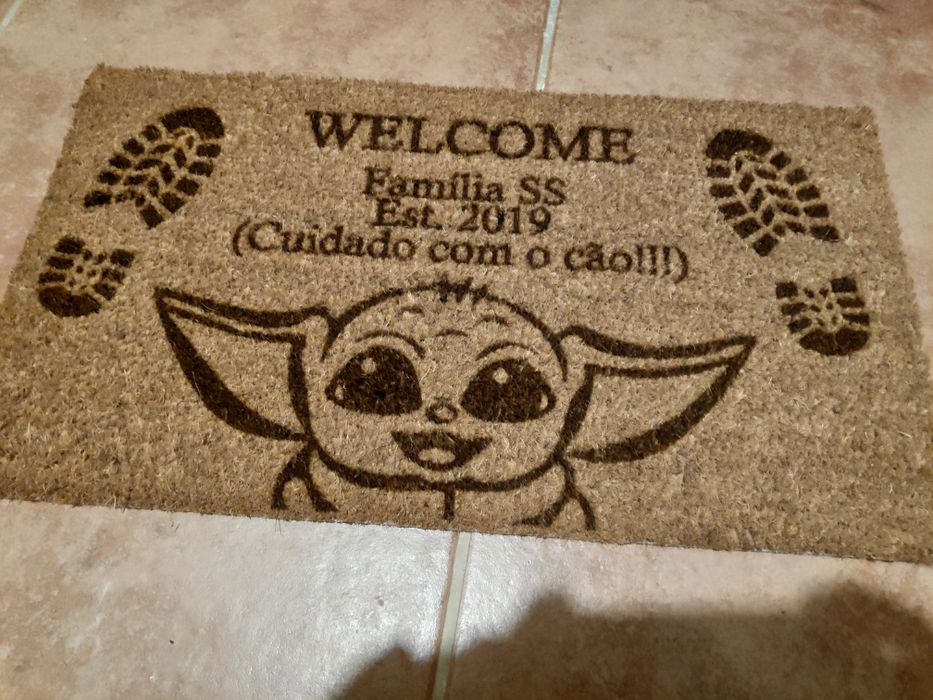 WELCOME
Família SS
Est. 2019
(Cuidado com o cão!!!)